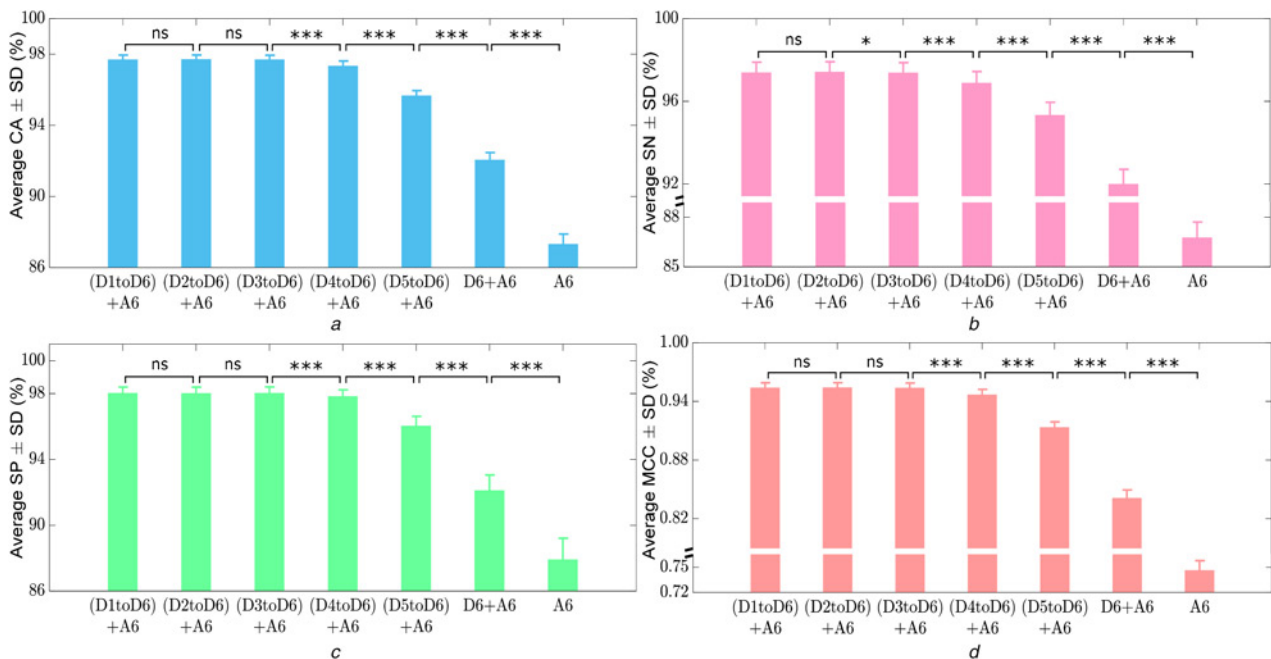 100
98
94
90
86
Average CA ± SD (%)
ns ns *** *** *** ***
(D1toD6) (D2toD6) (D3toD6) (D4toD6) (D5toD6) D6+A6 A6
+A6 +A6 +A6 +A6 +A6
a
100
96
92
88
85
Average SN ± SD (%)
ns * *** *** *** ***
(D1toD6) (D2toD6) (D3toD6) (D4toD6) (D5toD6) D6+A6 A6
+A6 +A6 +A6 +A6 +A6
b
100
98
94
90
86
Average SP ± SD (%)
ns ns *** *** *** ***
(D1toD6) (D2toD6) (D3toD6) (D4toD6) (D5toD6) D6+A6 A6
+A6 +A6 +A6 +A6 +A6
c
1.00
0.94
0.88
0.82
0.75
0.72
Average MCC ± SD (%)
ns ns *** *** *** ***
(D1toD6) (D2toD6) (D3toD6) (D4toD6) (D5toD6) D6+A6 A6
+A6 +A6 +A6 +A6 +A6
d